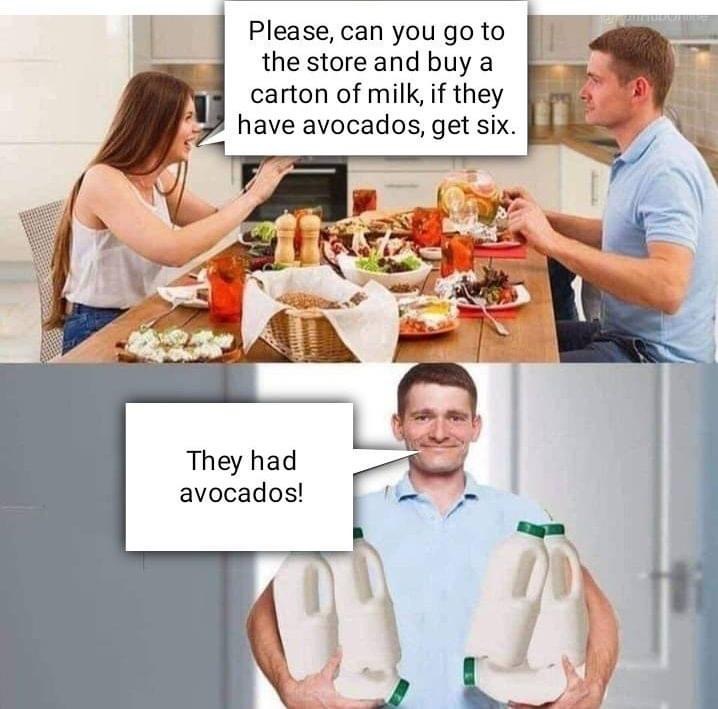 Please, can you go to
the store and buy a
carton of milk, if they
have avocados, get six.
They had
avocados!